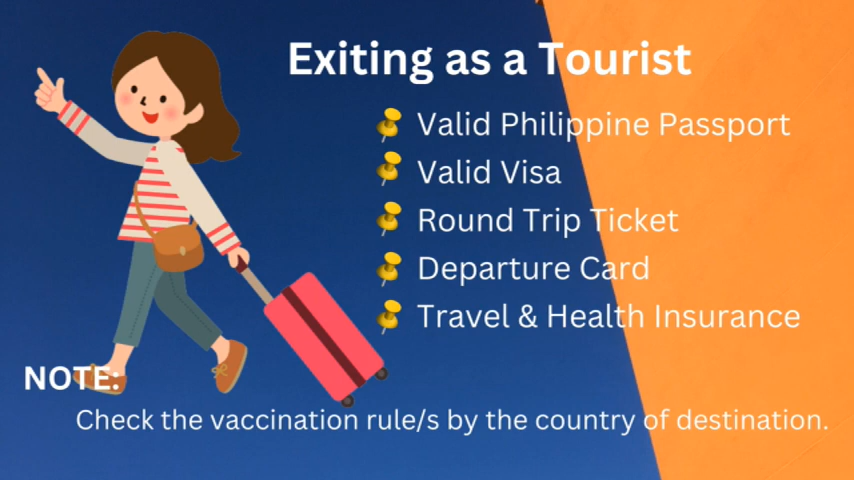 Exiting as a Tourist
Valid Philippine Passport
Valid Visa
Round Trip Ticket
Departure Card
Travel & Health Insurance
NOTE:
Check the vaccination rule/s by the country of destination.